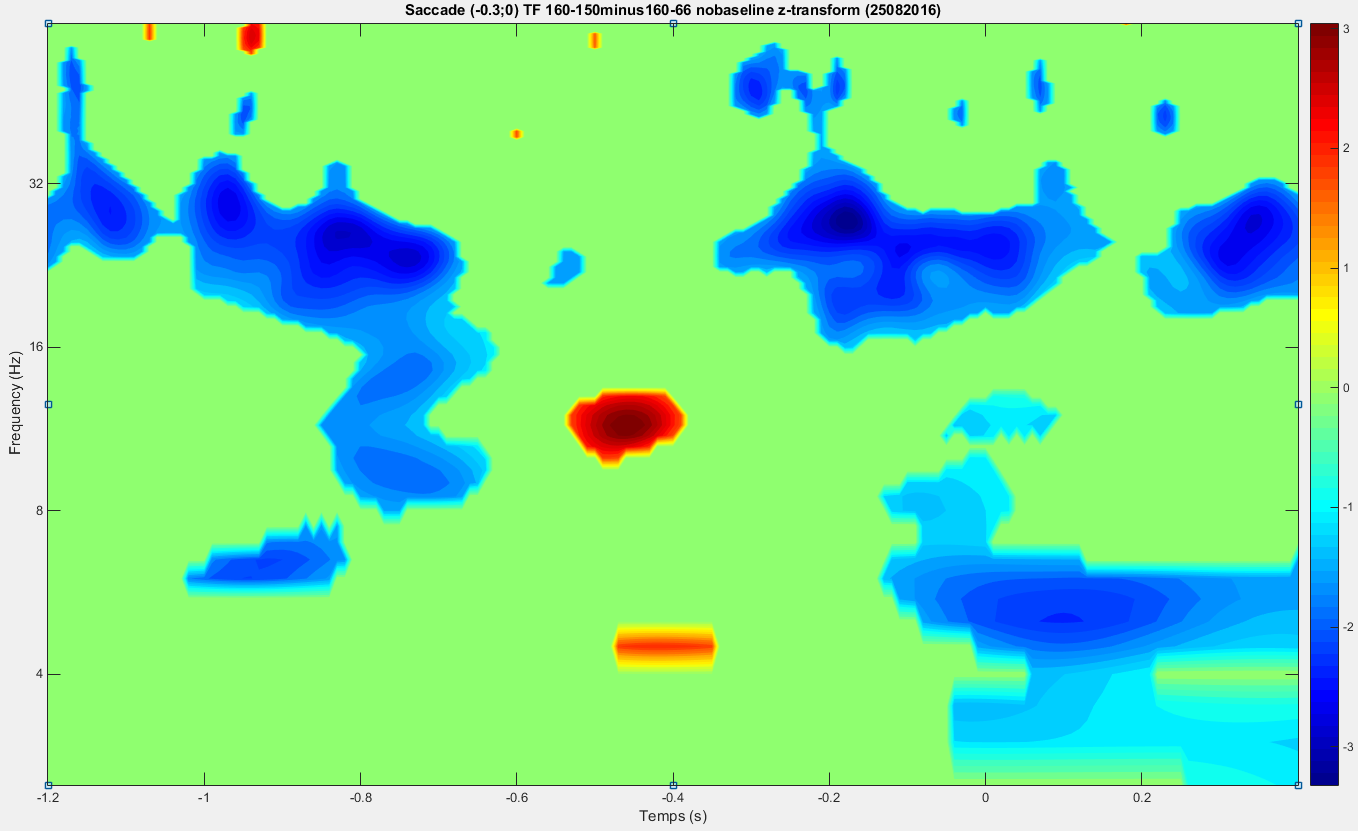 Saccade (-0.3;0) TF 160-150minus160-66 nobaseline z-transform (25082016)
Frequency (Hz)
32
16
8
4
-1.2 -1 -0.8 -0.6 -0.4 -0.2 0 0.2
Temps (s)
3
2
1
0
-1
-2
-3